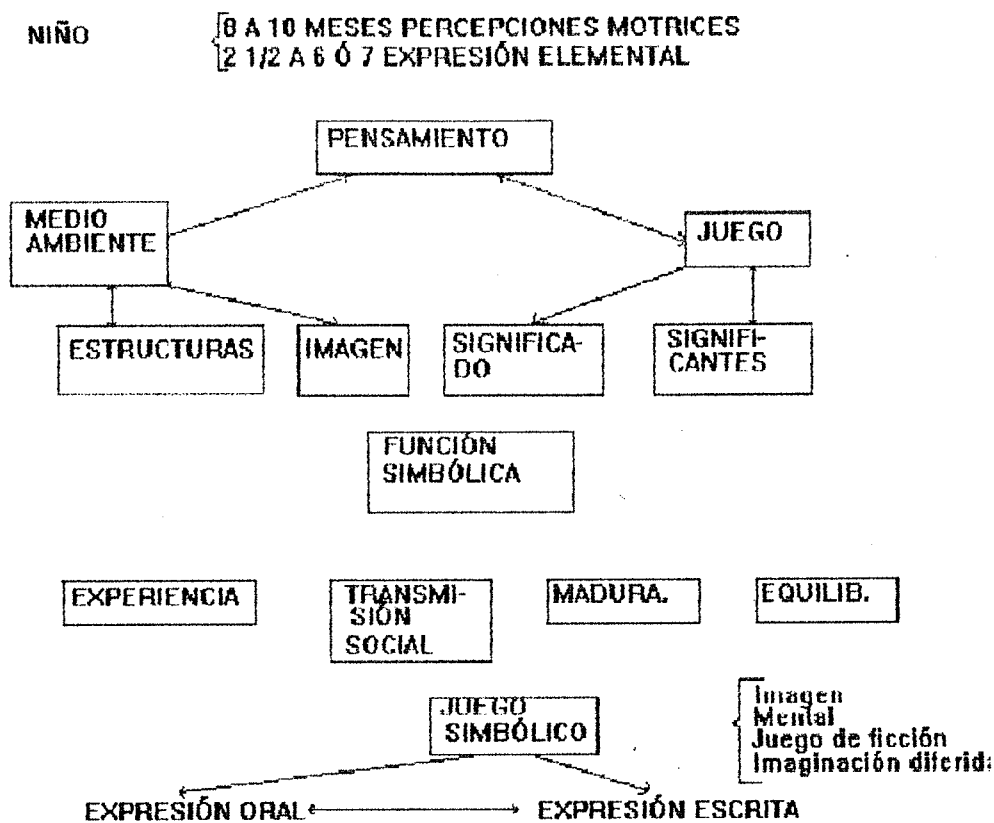 NIÑO
8 A 10 MESES PERCEPCIONES MOTRICES
2 1/2 A 6 Ó 7 EXPRESIÓN ELEMENTAL
PENSAMIENTO
MEDIO
AMBIENTE
JUEGO
ESTRUCTURAS
IMAGEN
SIGNIFICA-
DO
SIGNIFI-
CANTES
FUNCIÓN
SIMBÓLICA
EXPERIENCIA
TRANSMI-
SIÓN
SOCIAL
MADURA.
EQUILIB.
JUEGO
SIMBÓLICO
Imagen
Mental
Juego de ficción
Imaginación diferida
EXPRESIÓN ORAL
EXPRESIÓN ESCRITA